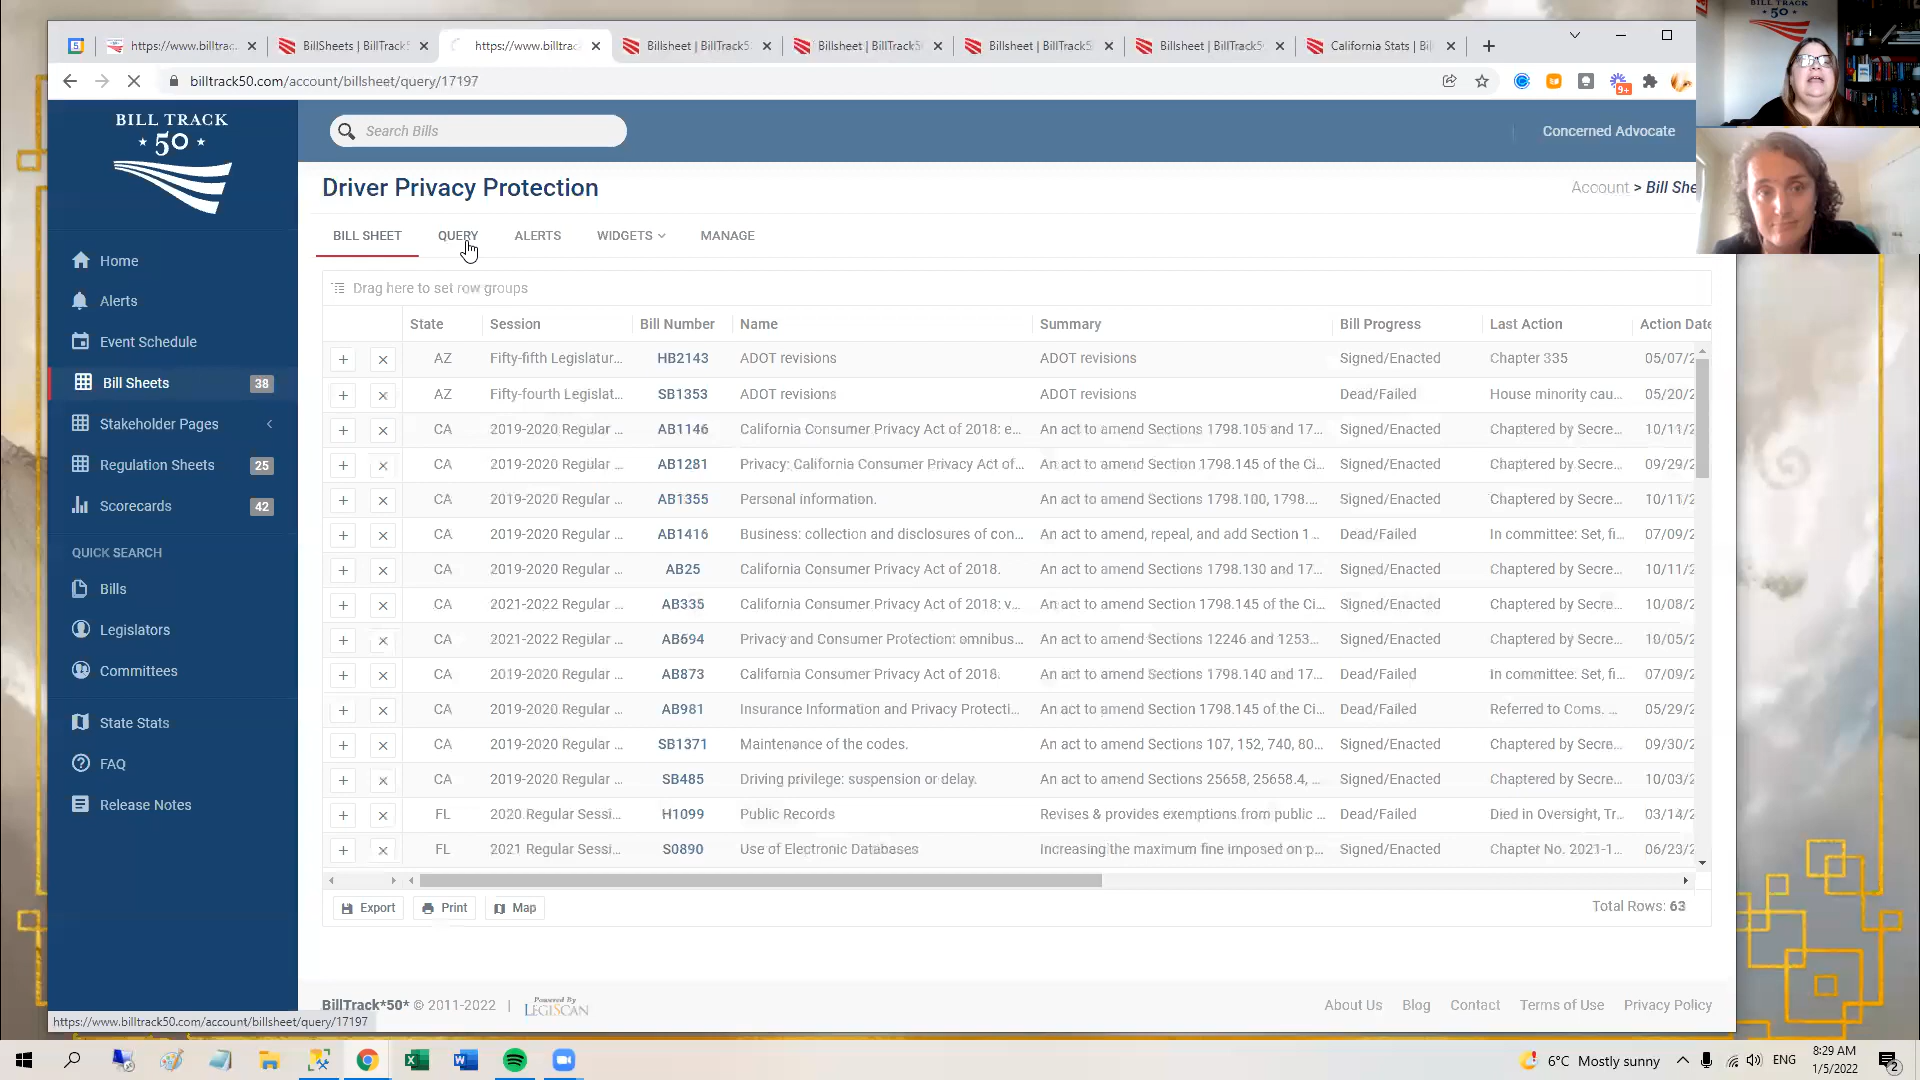 https://www.billtrac
BillSheets | BillTrack5
https://www.billtrac
Billsheet | BillTrack5
Billsheet | BillTrack5
Billsheet | BillTrack5
Billsheet | BillTrack5
California Stats | Bil
billtrack50.com/account/billsheet/query/17197
9+
BILL TRACK
50
BILL TRACK
50
Search Bills
Concerned Advocate
Driver Privacy Protection
Account > Bill She
BILL SHEET QUERY ALERTS WIDGETS MANAGE
Home
Alerts
Event Schedule
Bill Sheets 38
Stakeholder Pages
Regulation Sheets 25
Scorecards 42
QUICK SEARCH
Bills
Legislators
Committees
State Stats
FAQ
Release Notes
Drag here to set row groups
State Session Bill Number Name Summary Bill Progress Last Action Action Date
+ × AZ Fifty-fifth Legislatur... HB2143 ADOT revisions ADOT revisions Signed/Enacted Chapter 335 05/07/2
+ × AZ Fifty-fourth Legislat... SB1353 ADOT revisions ADOT revisions Dead/Failed House minority cau... 05/20/2
+ × CA 2019-2020 Regular ... AB1146 California Consumer Privacy Act of 2018: e... An act to amend Sections 1798.105 and 17... Signed/Enacted Chaptered by Secre... 10/11/2
+ × CA 2019-2020 Regular ... AB1281 Privacy: California Consumer Privacy Act of... An act to amend Section 1798.145 of the Ci... Signed/Enacted Chaptered by Secre... 09/29/2
+ × CA 2019-2020 Regular ... AB1355 Personal information. An act to amend Sections 1798.100, 1798.... Signed/Enacted Chaptered by Secre... 10/11/2
+ × CA 2019-2020 Regular ... AB1416 Business: collection and disclosures of con... An act to amend, repeal, and add Section 1... Dead/Failed In committee: Set, fi... 07/09/2
+ × CA 2019-2020 Regular ... AB25 California Consumer Privacy Act of 2018. An act to amend Sections 1798.130 and 17... Signed/Enacted Chaptered by Secre... 10/11/2
+ × CA 2021-2022 Regular ... AB335 California Consumer Privacy Act of 2018: v... An act to amend Section 1798.145 of the Ci... Signed/Enacted Chaptered by Secre... 10/08/2
+ × CA 2021-2022 Regular ... AB694 Privacy and Consumer Protection: omnibus... An act to amend Sections 12246 and 1253... Signed/Enacted Chaptered by Secre... 10/05/2
+ × CA 2019-2020 Regular ... AB873 California Consumer Privacy Act of 2018. An act to amend Sections 1798.140 and 17... Dead/Failed In committee: Set, fi... 07/09/2
+ × CA 2019-2020 Regular ... AB981 Insurance Information and Privacy Protecti... An act to amend Section 1798.145 of the Ci... Dead/Failed Referred to Coms. ... 05/29/2
+ × CA 2019-2020 Regular ... SB1371 Maintenance of the codes. An act to amend Sections 107, 152, 740, 80... Signed/Enacted Chaptered by Secre... 09/30/2
+ × CA 2019-2020 Regular ... SB485 Driving privilege: suspension or delay. An act to amend Sections 25658, 25658.4, ... Signed/Enacted Chaptered by Secre... 10/03/2
+ × FL 2020 Regular Sessi... H1099 Public Records Revises & provides exemptions from public ... Dead/Failed Died in Oversight, Tr... 03/14/2
+ × FL 2021 Regular Sessi... S0890 Use of Electronic Databases Increasing the maximum fine imposed on p... Signed/Enacted Chapter No. 2021-1... 06/23/2
Export Print Map
Total Rows: 63
BillTrack*50* © 2011-2022 | Powered By LEGISCAN
About Us Blog Contact Terms of Use Privacy Policy
https://www.billtrack50.com/account/billsheet/query/17197
6°C Mostly sunny
ENG
8:29 AM
1/5/2022
2